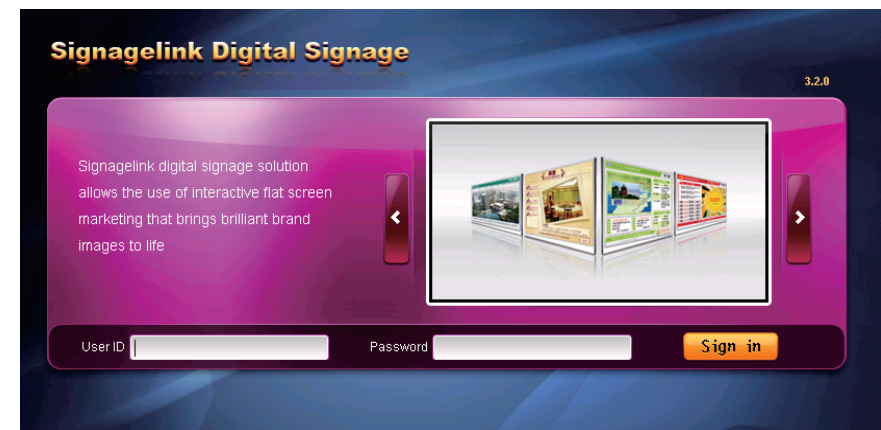 Signagelink Digital Signage
3.2.0
Signagelink digital signage solution
allows the use of interactive flat screen
marketing that brings brilliant brand
images to life
User ID
Password
Sign in